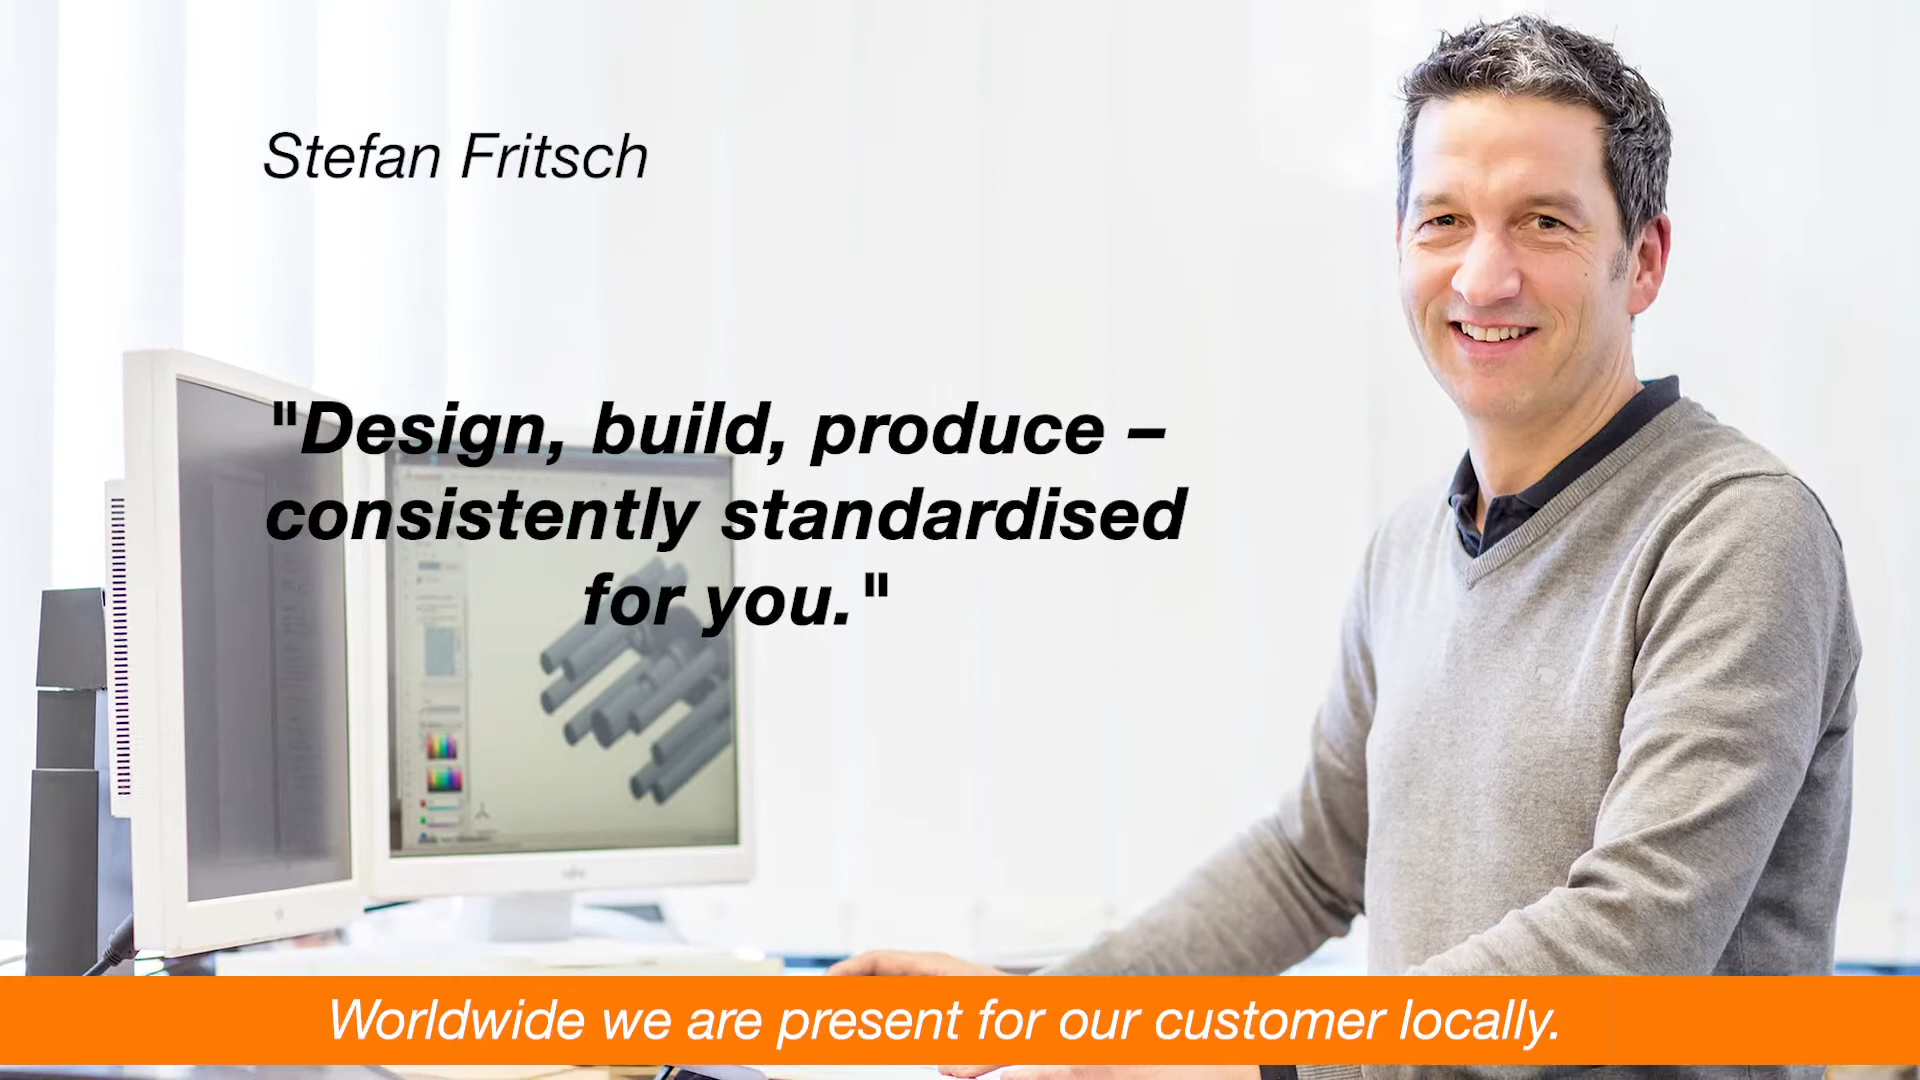 Stefan Fritsch
"Design, build, produce –
consistently standardised
for you."
Worldwide we are present for our customer locally.